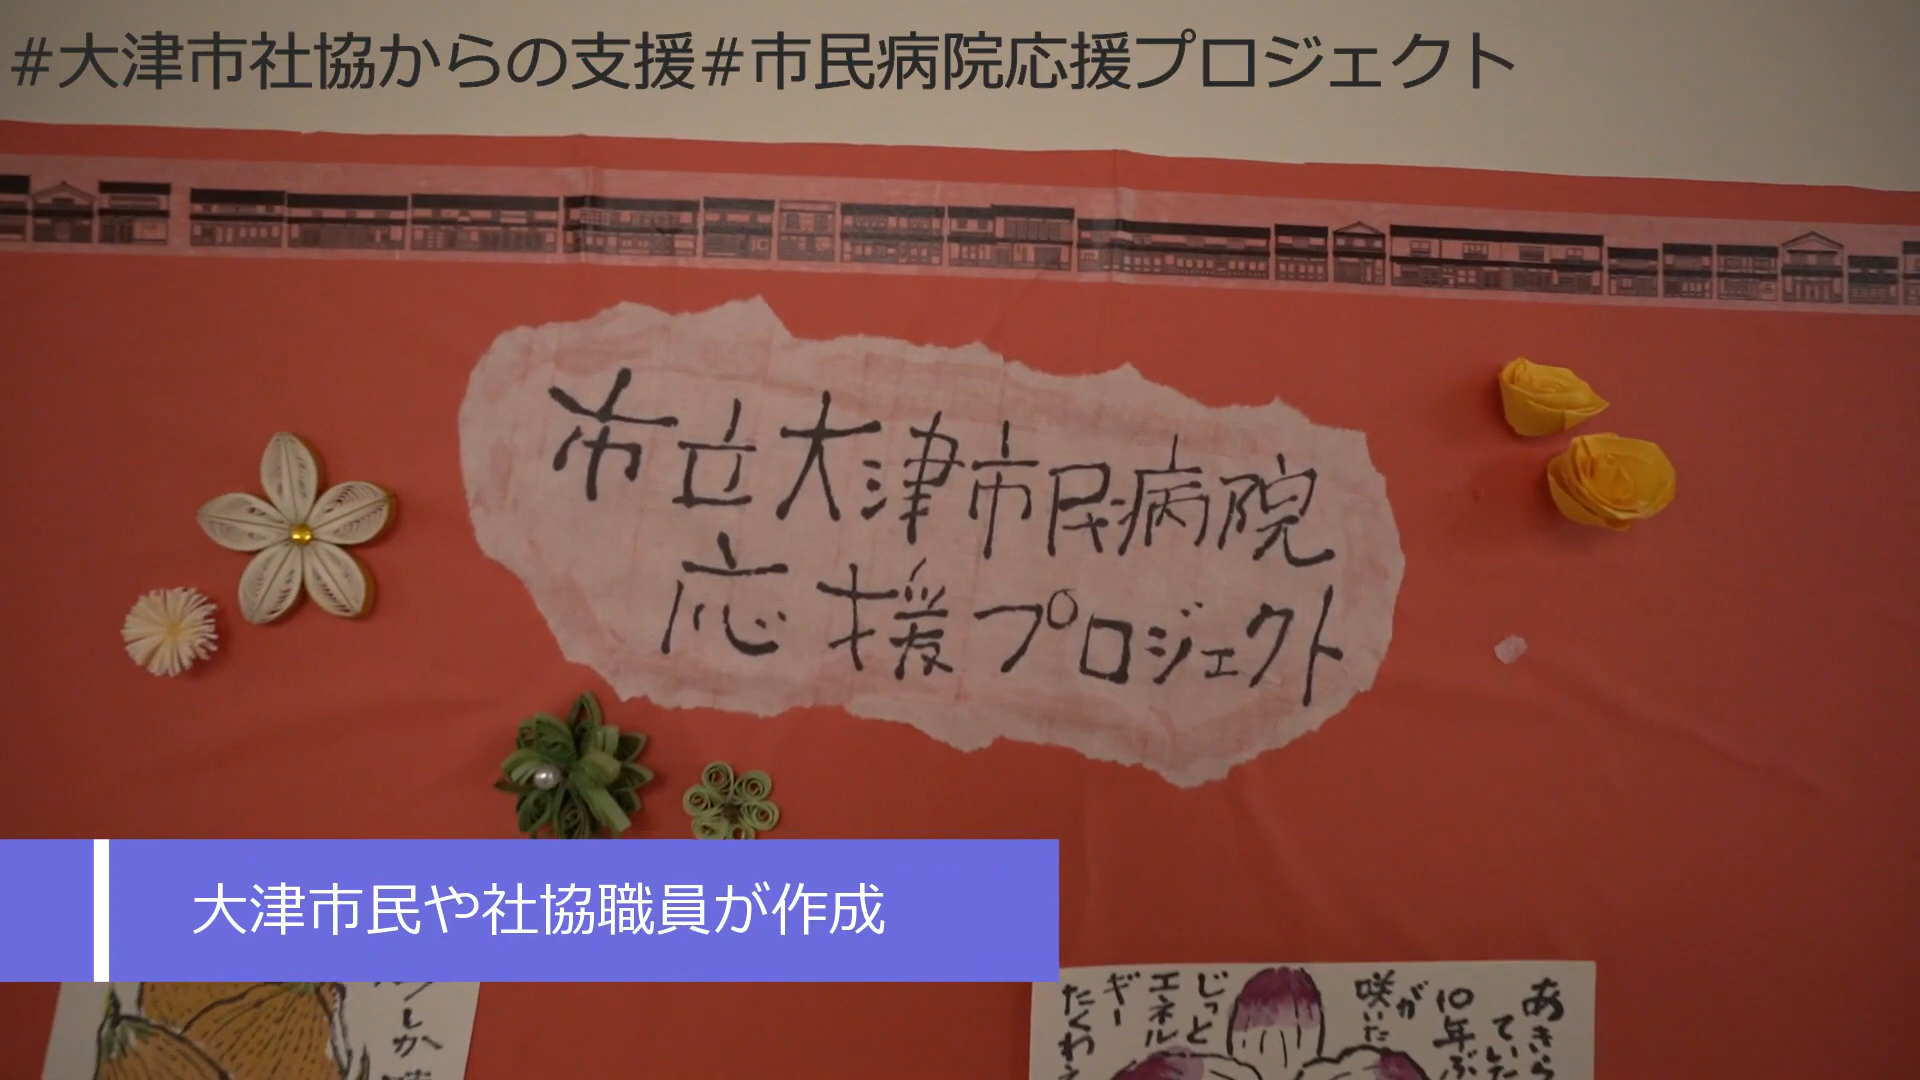 #大津市社協からの支援#市民病院応援プロジェクト
市立大津市民病院
応援プロジェクト
大津市民や社協職員が作成
しか
あきら
ていた
10年ぶ
が
咲いた
じっと
エネル
ギー
たくわえ